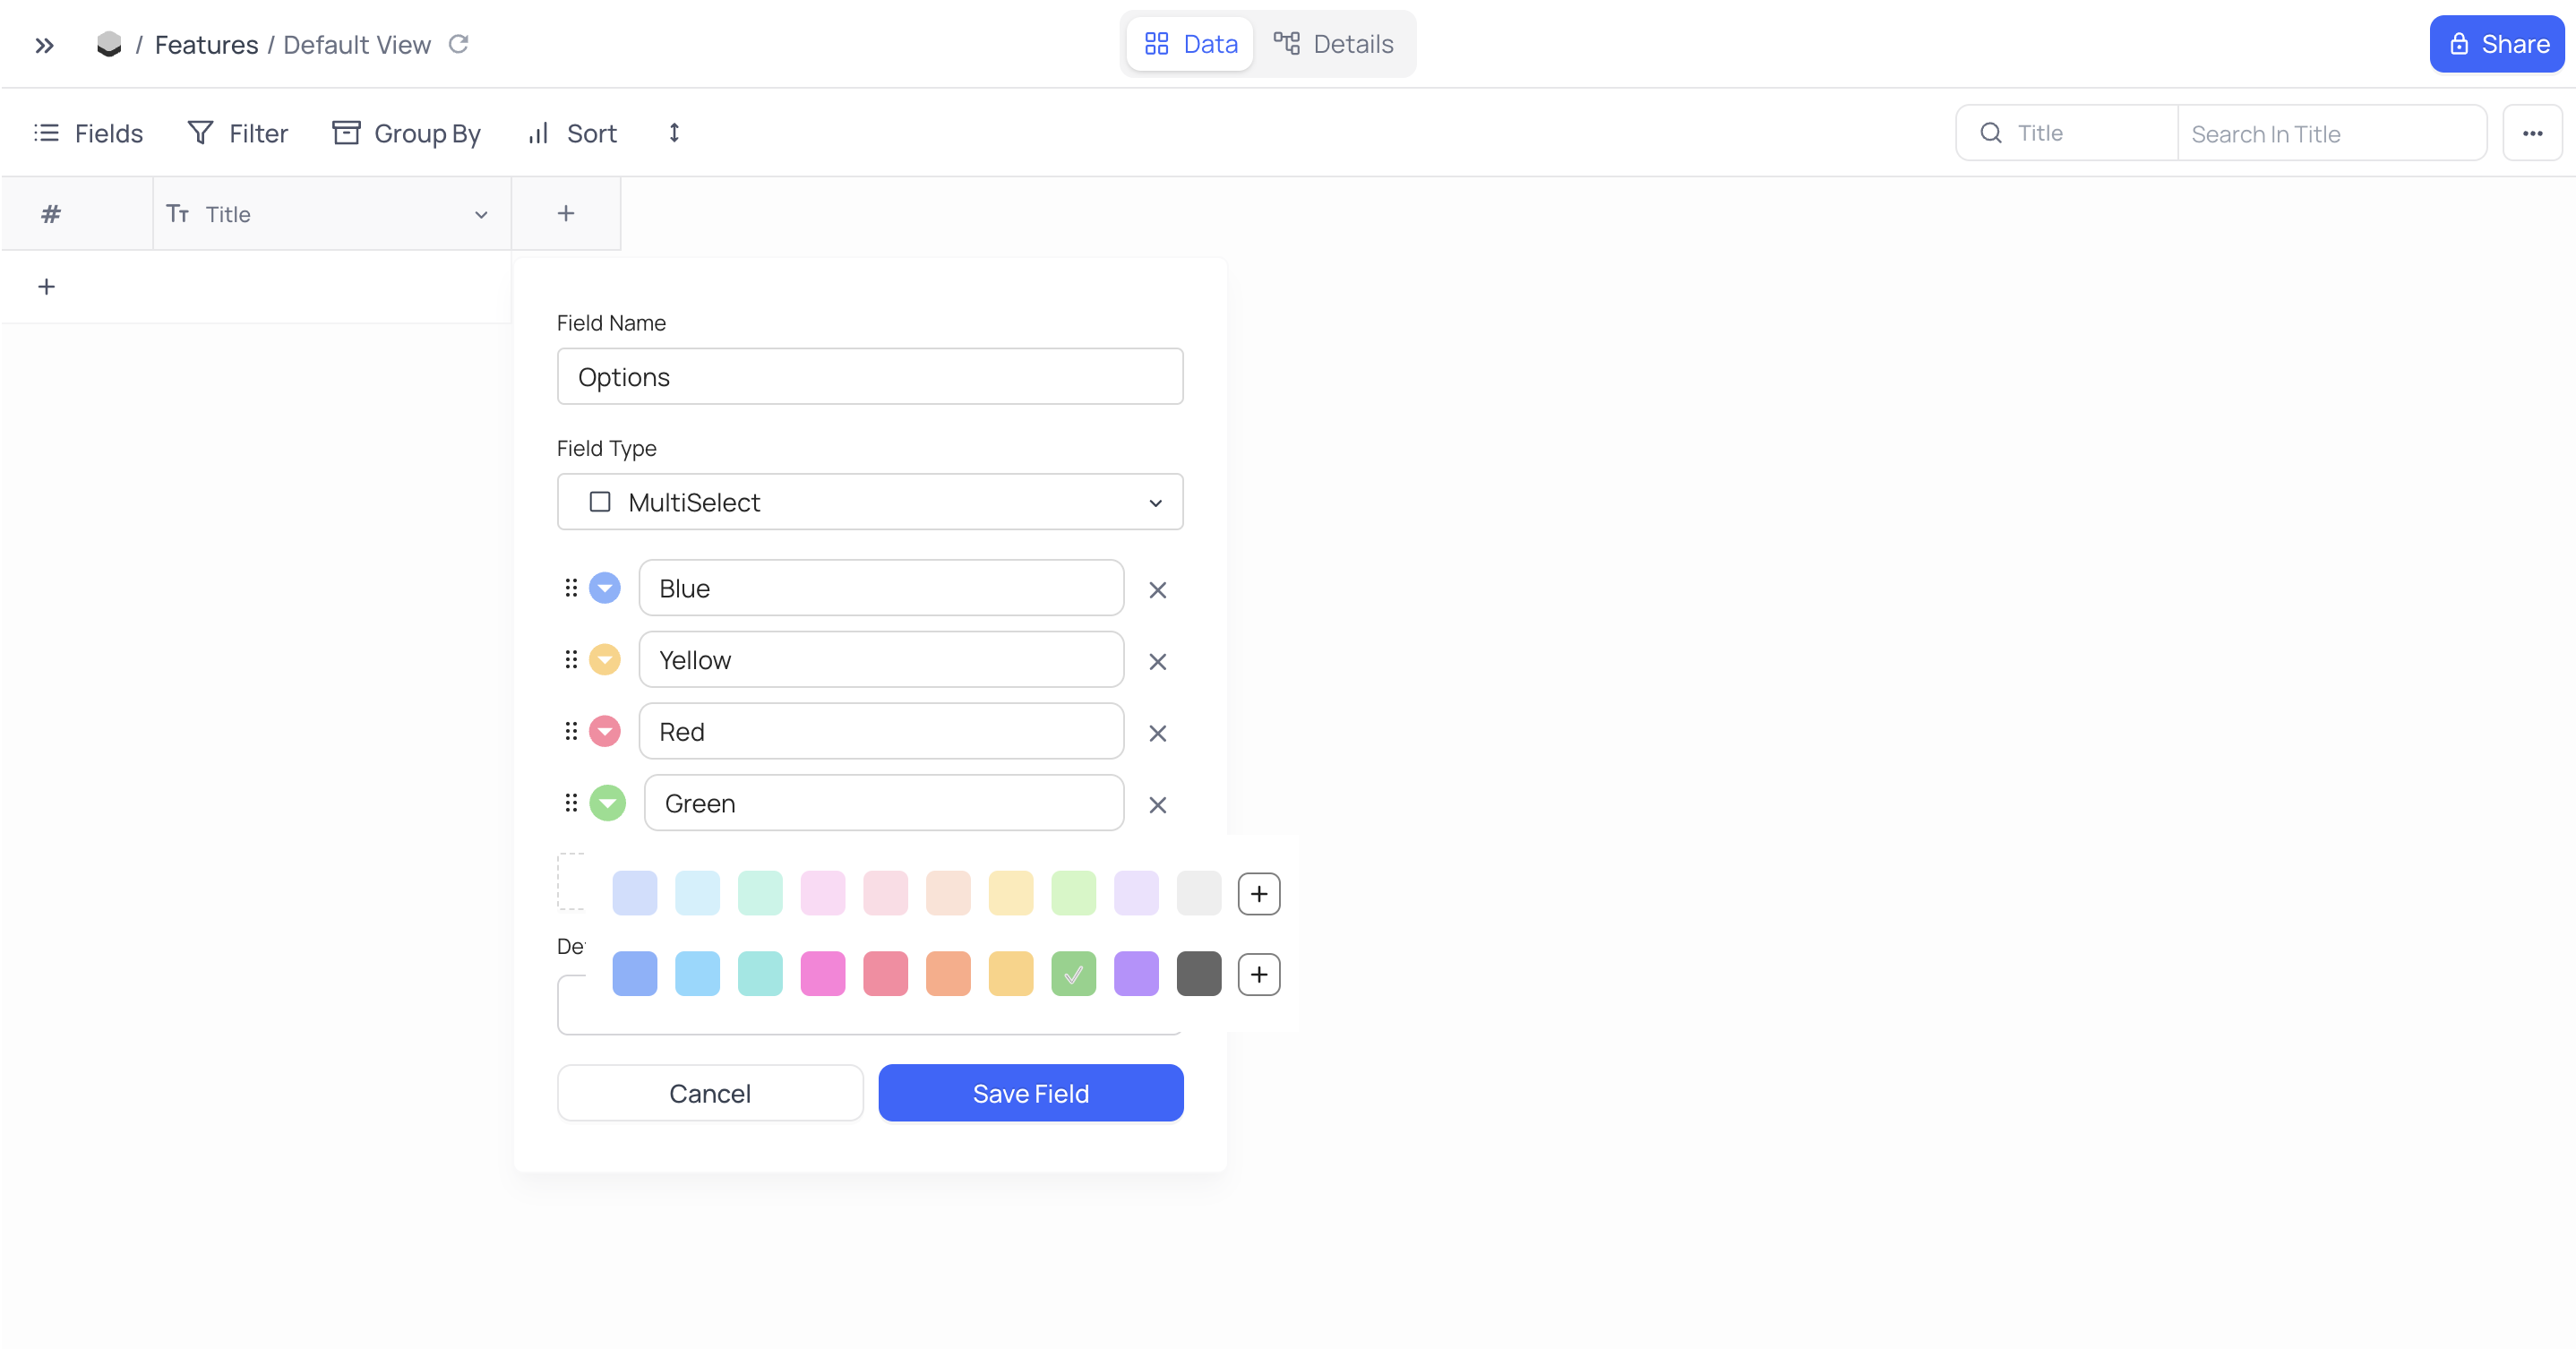 / Features / Default View
Data
Details
Share
Fields
Filter
Group By
Sort
Title
Search In Title
# Title
Field Name
Options
Field Type
MultiSelect
Blue
Yellow
Red
Green
Cancel
Save Field